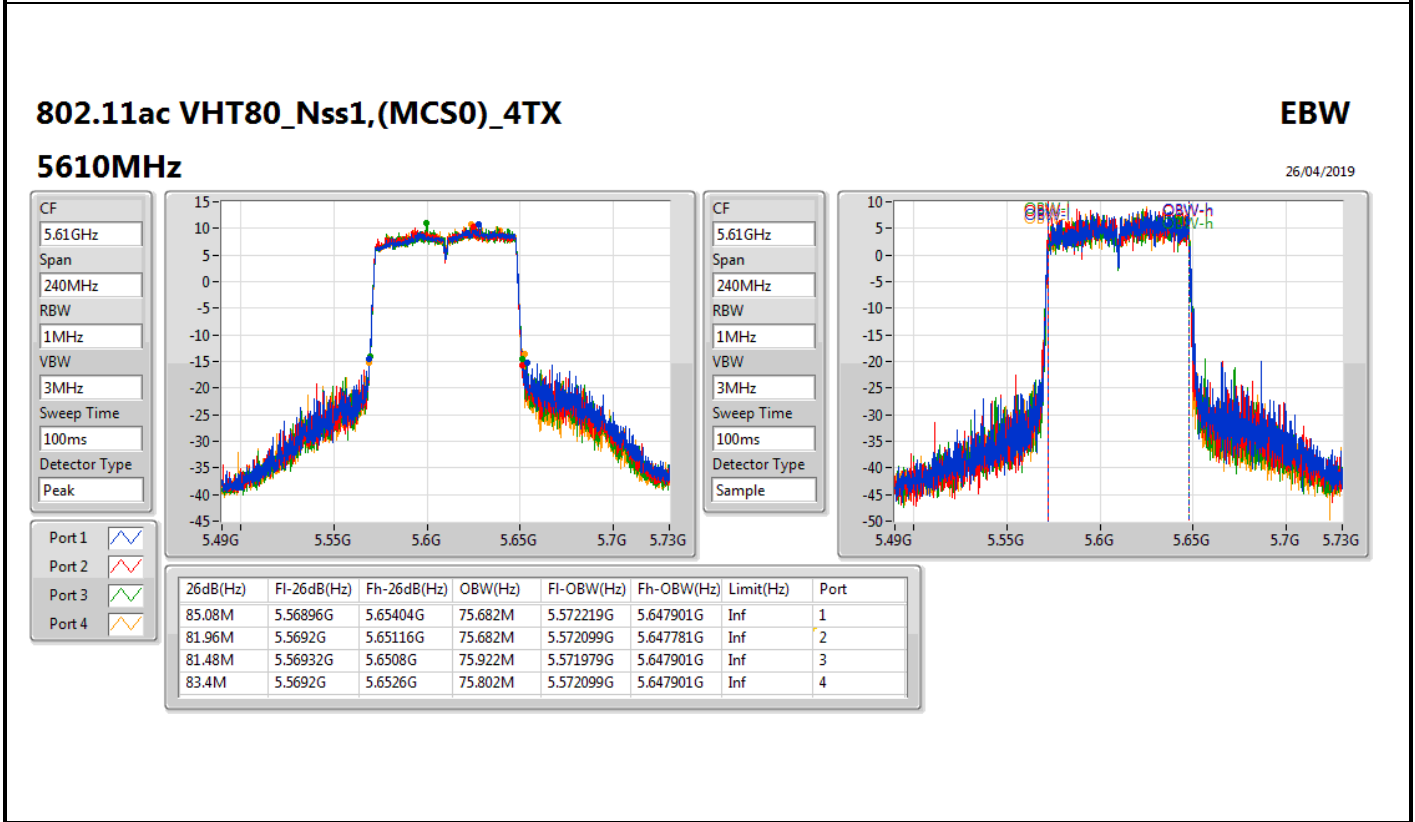 802.11ac VHT80_Nss1,(MCS0)_4TX EBW
5610MHz 26/04/2019
CF
5.61GHz
Span
240MHz
RBW
1MHz
VBW
3MHz
Sweep Time
100ms
Detector Type
Peak
15
10
5
0
-5
-10
-15
-20
-25
-30
-35
-40
-45
5.49G 5.55G 5.6G 5.65G 5.7G 5.73G
CF
5.61GHz
Span
240MHz
RBW
1MHz
VBW
3MHz
Sweep Time
100ms
Detector Type
Sample
OBW-h
10
5
0
-5
-10
-15
-20
-25
-30
-35
-40
-45
-50
5.49G 5.55G 5.6G 5.65G 5.7G 5.73G
Port 1
Port 2
Port 3
Port 4
26dB(Hz) Fl-26dB(Hz) Fh-26dB(Hz) OBW(Hz) Fl-OBW(Hz) Fh-OBW(Hz) Limit(Hz) Port
85.08M 5.56896G 5.65404G 75.682M 5.572219G 5.647901G Inf 1
81.96M 5.5692G 5.65116G 75.682M 5.572099G 5.647781G Inf 2
81.48M 5.56932G 5.6508G 75.922M 5.571979G 5.647901G Inf 3
83.4M 5.5692G 5.6526G 75.802M 5.572099G 5.647901G Inf 4